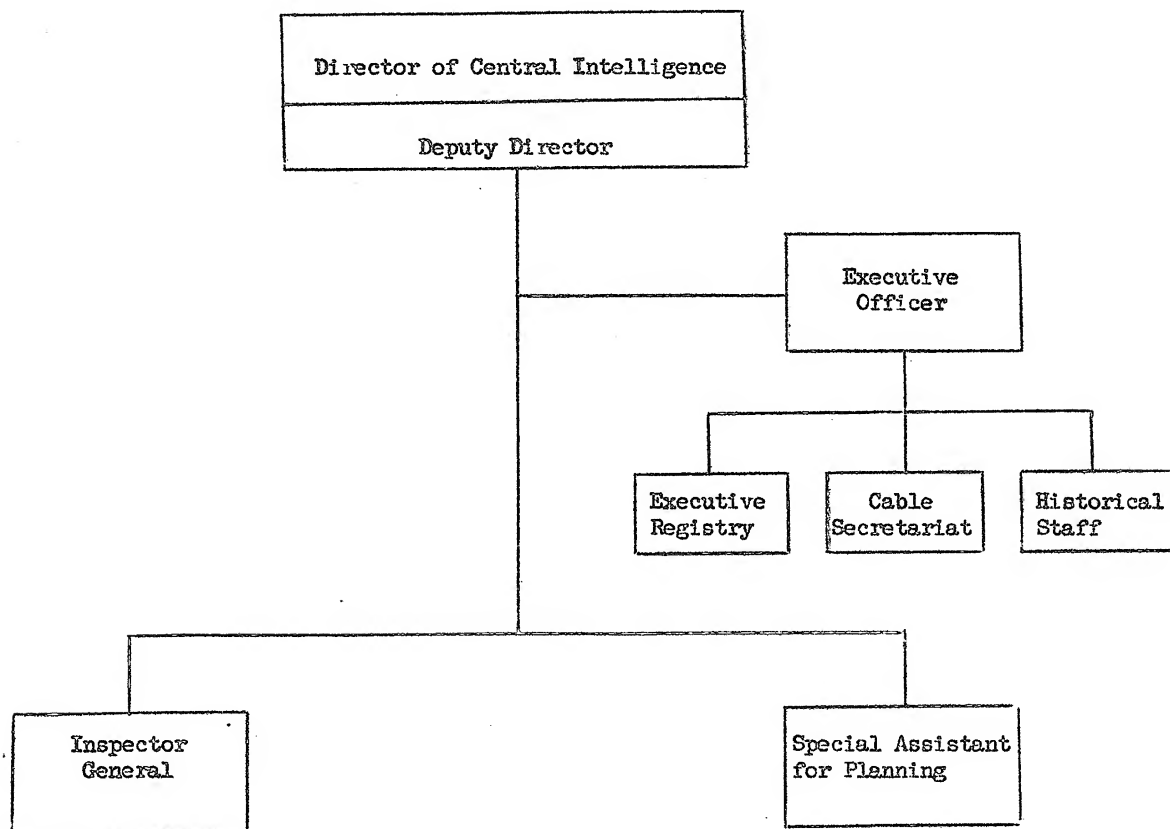 Director of Central Intelligence
Deputy Director
Executive
Officer
Executive
Registry
Cable
Secretariat
Historical
Staff
Inspector
General
Special Assistant
for Planning